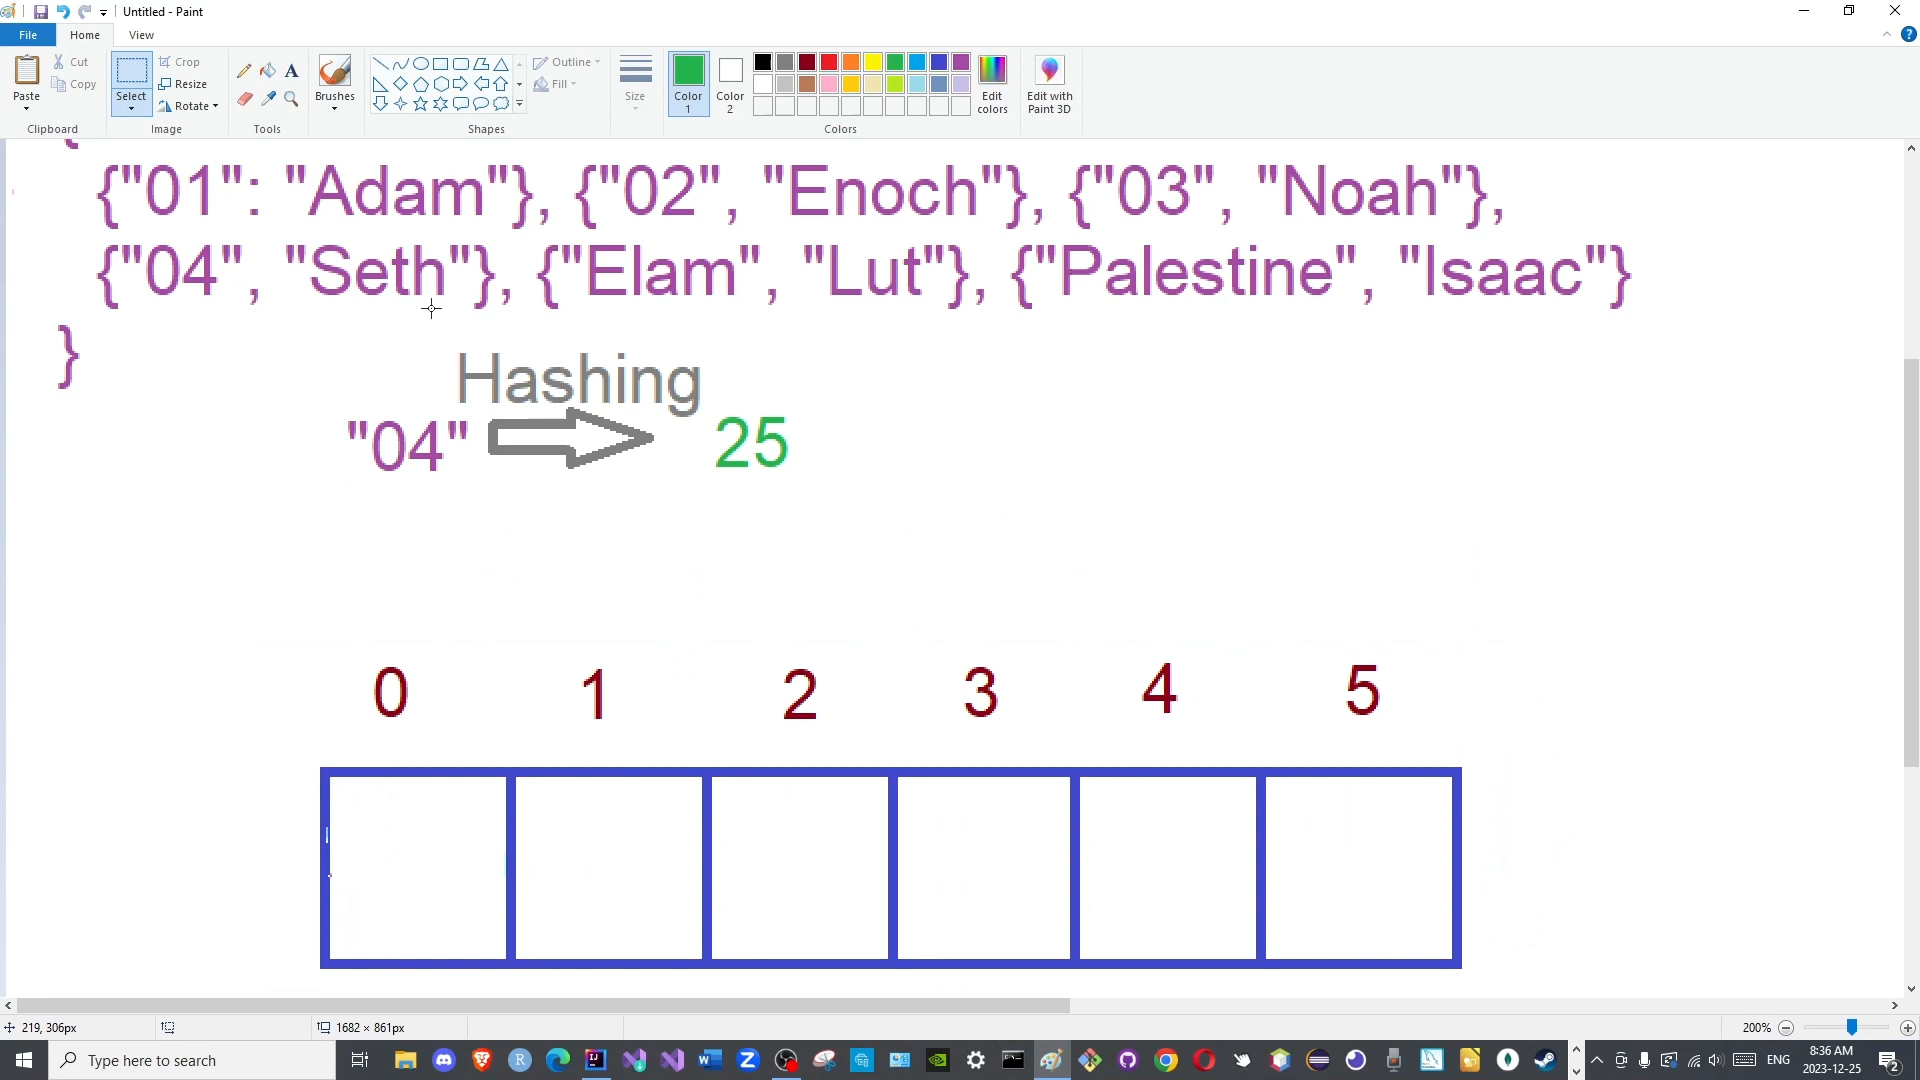 Untitled - Paint
File Home View
Paste
Cut
Copy
Clipboard
Select
Crop
Resize
Rotate
Image
Tools
Brushes
Shapes
Outline
Fill
Size
Color 1
Color 2
Edit colors
Edit with Paint 3D
Colors
{
{"01": "Adam"}, {"02", "Enoch"}, {"03", "Noah"},
{"04", "Seth"}, {"Elam", "Lut"}, {"Palestine", "Isaac"}
}
Hashing
"04" 25
0 1 2 3 4 5
219, 306px
1682 × 861px
200%
Type here to search
ENG
8:36 AM
2023-12-25
2